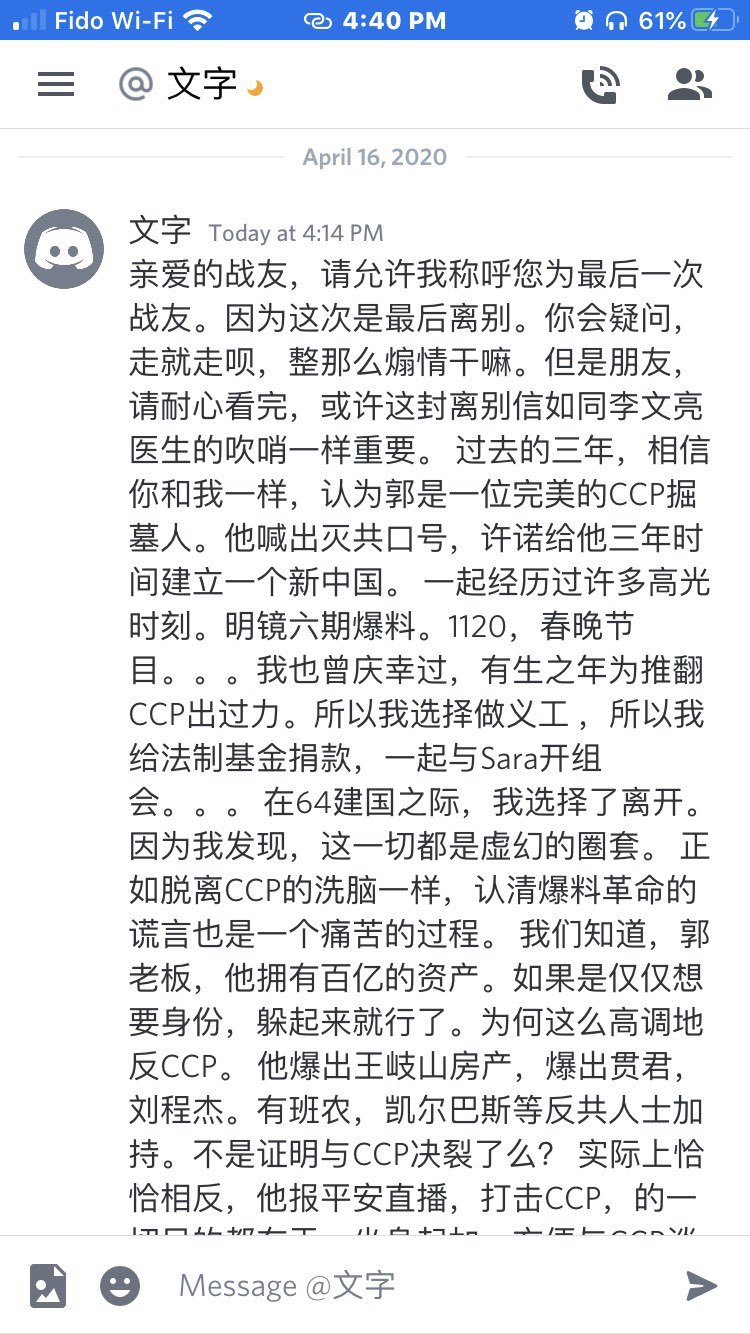 Fido Wi-Fi 4:40 PM 61%
@ 文字
April 16, 2020
文字 Today at 4:14 PM
亲爱的战友，请允许我称呼您为最后一次
战友。因为这次是最后离别。你会疑问，
走就走呗，整那么煽情干嘛。但是朋友，
请耐心看完，或许这封离别信如同李文亮
医生的吹哨一样重要。 过去的三年，相信
你和我一样，认为郭是一位完美的CCP掘
墓人。他喊出灭共口号，许诺给他三年时
间建立一个新中国。 一起经历过许多高光
时刻。明镜六期爆料。1120，春晚节
目。。。我也曾庆幸过，有生之年为推翻
CCP出过力。所以我选择做义工 ，所以我
给法制基金捐款，一起与Sara开组
会。。。 在64建国之际，我选择了离开。
因为我发现，这一切都是虚幻的圈套。 正
如脱离CCP的洗脑一样，认清爆料革命的
谎言也是一个痛苦的过程。 我们知道，郭
老板，他拥有百亿的资产。如果是仅仅想
要身份，躲起来就行了。为何这么高调地
反CCP。 他爆出王岐山房产，爆出贯君，
刘程杰。有班农，凯尔巴斯等反共人士加
持。不是证明与CCP决裂了么？ 实际上恰
恰相反，他报平安直播，打击CCP，的一
Message @文字